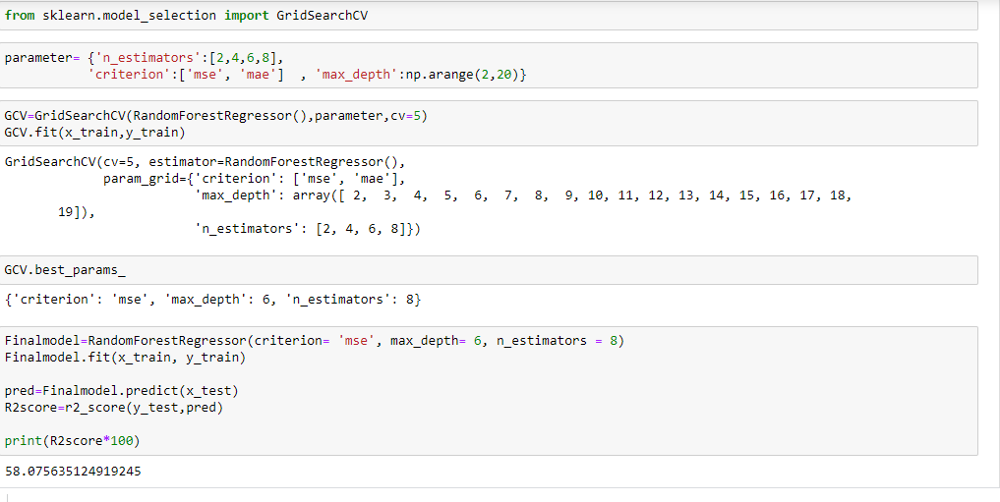 from sklearn.model_selection import GridSearchCV
parameter= {'n_estimators':[2,4,6,8],
           'criterion':['mse', 'mae']  , 'max_depth':np.arange(2,20)}
GCV=GridSearchCV(RandomForestRegressor(),parameter,cv=5)
GCV.fit(x_train,y_train)
GridSearchCV(cv=5, estimator=RandomForestRegressor(),
             param_grid={'criterion': ['mse', 'mae'],
                         'max_depth': array([ 2,  3,  4,  5,  6,  7,  8,  9, 10, 11, 12, 13, 14, 15, 16, 17, 18,
       19]),
                         'n_estimators': [2, 4, 6, 8]})
GCV.best_params_
{'criterion': 'mse', 'max_depth': 6, 'n_estimators': 8}
Finalmodel=RandomForestRegressor(criterion= 'mse', max_depth= 6, n_estimators = 8)
Finalmodel.fit(x_train, y_train)
pred=Finalmodel.predict(x_test)
R2score=r2_score(y_test,pred)
print(R2score*100)
58.075635124919245